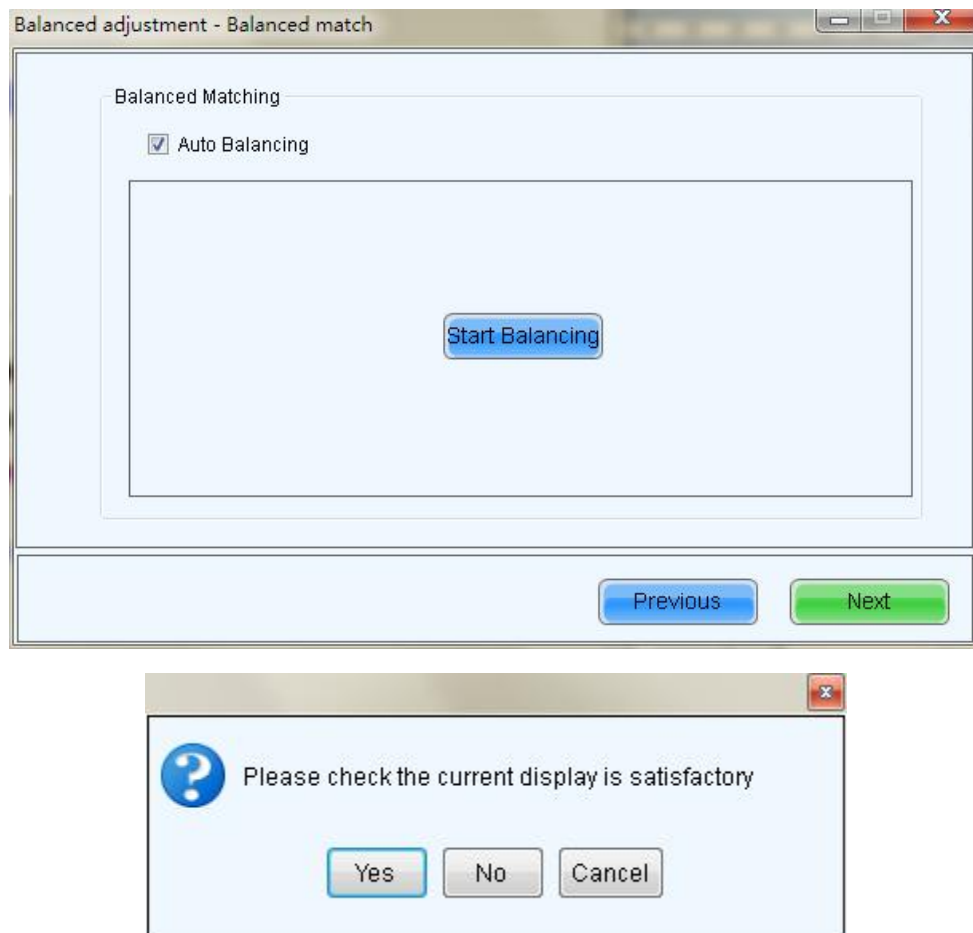 Balanced adjustment - Balanced match
Balanced Matching
Auto Balancing
Start Balancing
Previous
Next
Please check the current display is satisfactory
Yes
No
Cancel